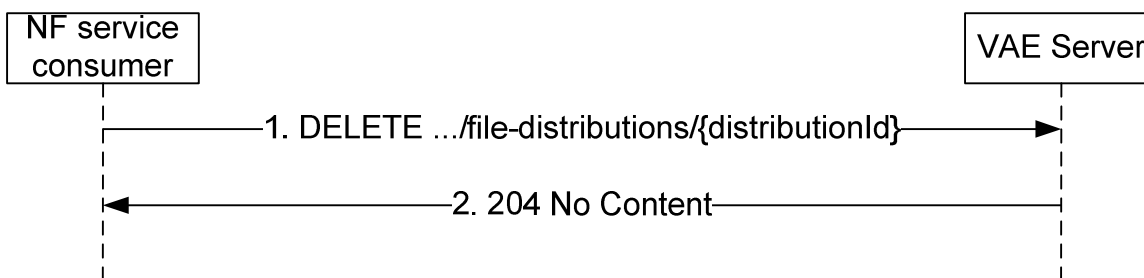 NF service
consumer
VAE Server
1. DELETE .../file-distributions/{distributionId}
2. 204 No Content